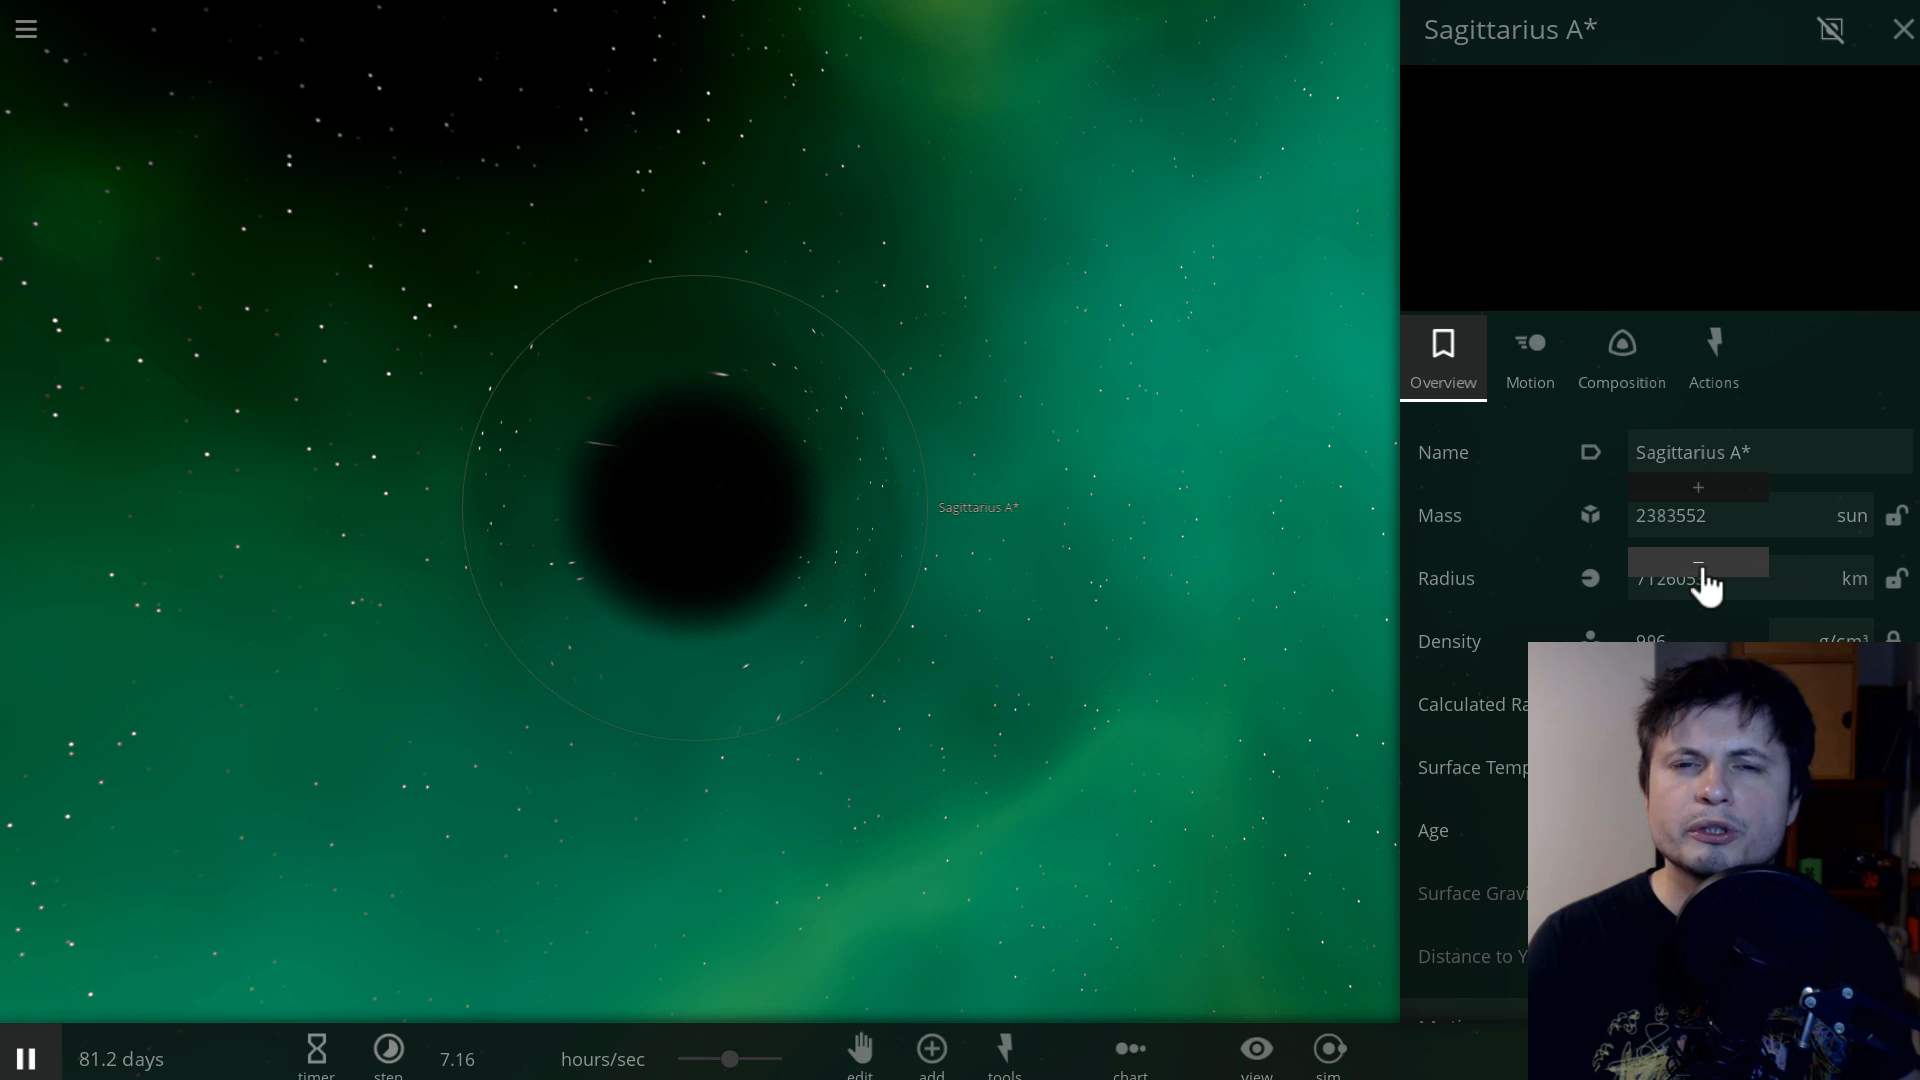 Sagittarius A*
Overview
Motion
Composition
Actions
Name
Sagittarius A*
+
Mass
2383552
sun
−
Radius
km
Density
996
g/cm³
Calculated Ra
Surface Temp
Age
Surface Gravi
Distance to Y
Sagittarius A*
81.2 days
timer
step
7.16
hours/sec
edit
add
tools
chart
view
sim